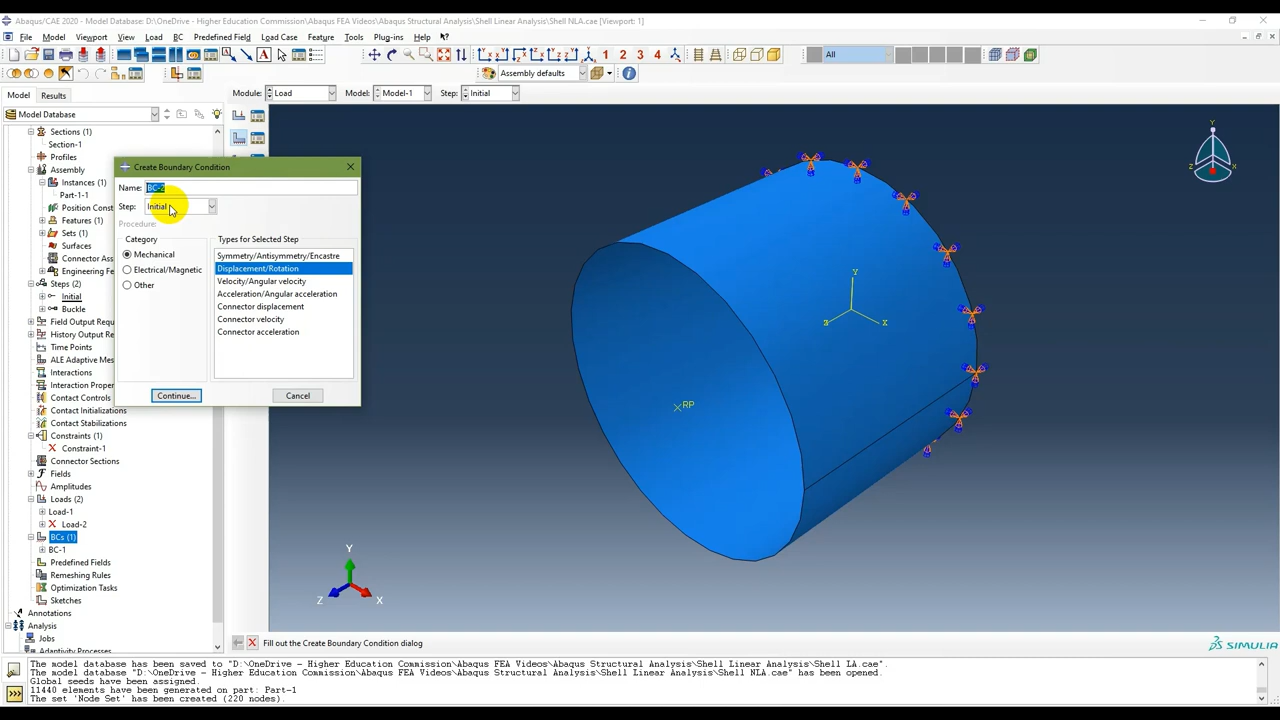 Abaqus/CAE 2020 - Model Database: D:\OneDrive - Higher Education Commission\Abaqus FEA Videos\Abaqus Structural Analysis\Shell Linear Analysis\Shell NLA.cae [Viewport: 1]
File Model Viewport View Load BC Predefined Field Load Case Feature Tools Plug-ins Help
1 2 3 4 All
Assembly defaults
Model Results Module: Load Model: Model-1 Step: Initial
Model Database
Sections (1)
Section-1
Profiles
Assembly
Instances (1)
Part-1-1
Position Const
Features (1)
Sets (1)
Surfaces
Connector Ass
Engineering Fe
Steps (2)
Initial
Buckle
Field Output Requ
History Output Re
Time Points
ALE Adaptive Mes
Interactions
Interaction Proper
Contact Controls
Contact Initializations
Contact Stabilizations
Constraints (1)
Constraint-1
Connector Sections
Fields
Amplitudes
Loads (2)
Load-1
Load-2
BCs (1)
BC-1
Predefined Fields
Remeshing Rules
Optimization Tasks
Sketches
Annotations
Analysis
Jobs
Adaptivity Processes
Create Boundary Condition
Name: BC-2
Step: Initial
Procedure:
Category Types for Selected Step
Mechanical
Electrical/Magnetic
Other
Symmetry/Antisymmetry/Encastre
Displacement/Rotation
Velocity/Angular velocity
Acceleration/Angular acceleration
Connector displacement
Connector velocity
Connector acceleration
Continue... Cancel
Y
Z X
Y
Z X
RP
Y
Z X
Fill out the Create Boundary Condition dialog
SIMULIA
The model database has been saved to "D:\OneDrive - Higher Education Commission\Abaqus FEA Videos\Abaqus Structural Analysis\Shell Linear Analysis\Shell LA.cae".
The model database "D:\OneDrive - Higher Education Commission\Abaqus FEA Videos\Abaqus Structural Analysis\Shell Linear Analysis\Shell NLA.cae" has been opened.
Global seeds have been assigned.
11440 elements have been generated on part: Part-1
The set 'Node Set' has been created (220 nodes).